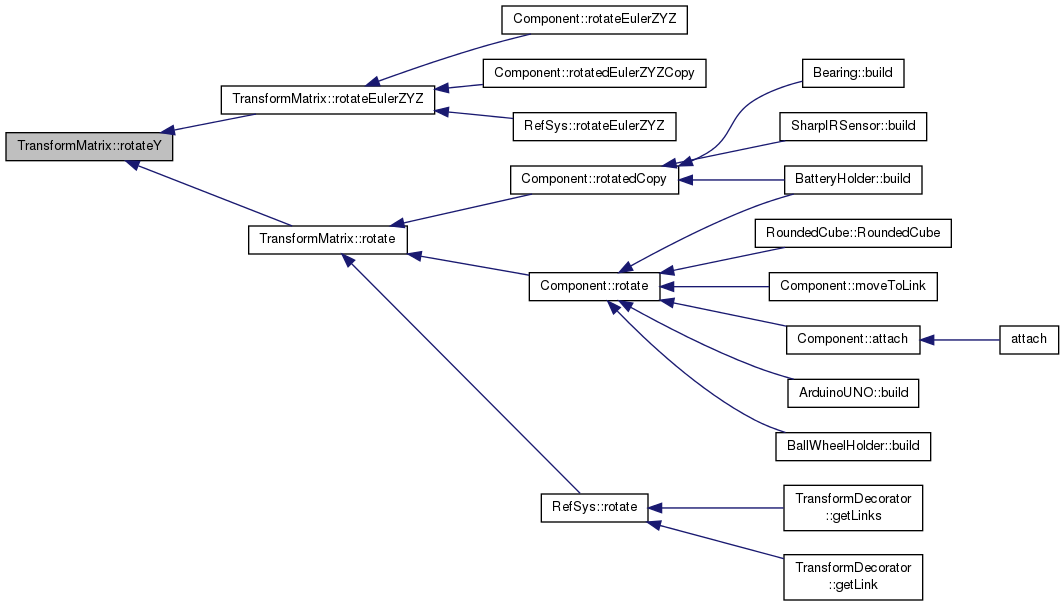 Component::rotateEulerZYZ
Component::rotatedEulerZYZCopy
Bearing::build
TransformMatrix::rotateEulerZYZ
RefSys::rotateEulerZYZ
SharpIRSensor::build
TransformMatrix::rotateY
Component::rotatedCopy
BatteryHolder::build
TransformMatrix::rotate
RoundedCube::RoundedCube
Component::rotate
Component::moveToLink
Component::attach
attach
ArduinoUNO::build
BallWheelHolder::build
RefSys::rotate
TransformDecorator
::getLinks
TransformDecorator
::getLink